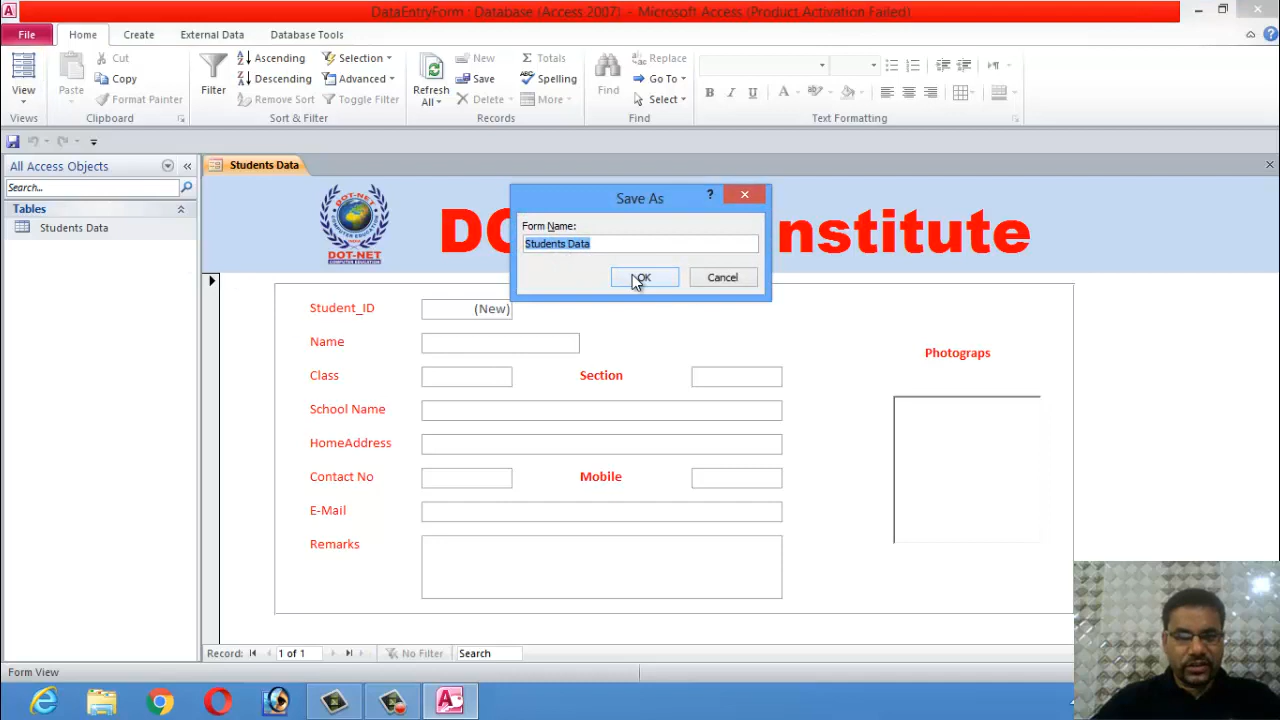 DataEntryForm : Database (Access 2007) - Microsoft Access (Product Activation Failed)
File Home Create External Data Database Tools
Cut
Copy
Format Painter
View
Paste
Views
Clipboard
Filter
Ascending
Descending
Remove Sort
Selection
Advanced
Toggle Filter
Sort & Filter
Refresh
All
New
Save
Delete
Totals
Spelling
More
Records
Find
Replace
Go To
Select
Find
B I U
A
Text Formatting
All Access Objects
Search...
Tables
Students Data
Students Data
DOT-NET
COMPUTER EDUCATION
DO
nstitute
Save As
Form Name:
Students Data
OK Cancel
Student_ID (New)
Name
Class Section
School Name
HomeAddress
Contact No Mobile
E-Mail
Remarks
Photograps
Record: 1 of 1 No Filter Search
Form View